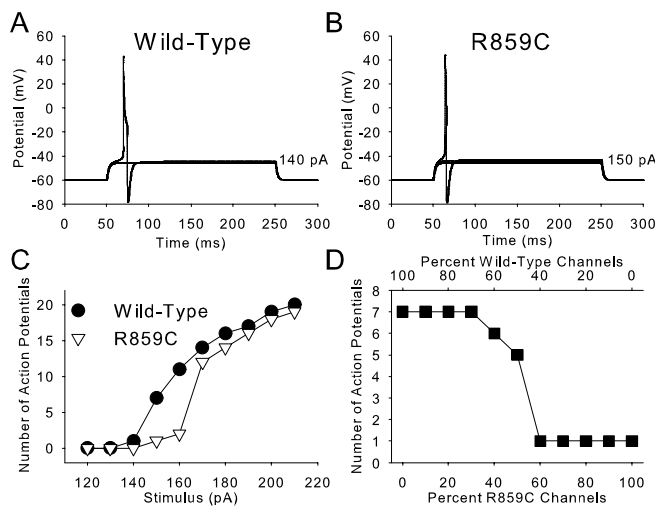 A
Wild-Type
60
40
20
0
-20
-40
-60
-80
Potential (mV)
140 pA
0 50 100 150 200 250 300
Time (ms)
B
R859C
60
40
20
0
-20
-40
-60
-80
Potential (mV)
150 pA
0 50 100 150 200 250 300
Time (ms)
C
Wild-Type
R859C
20
15
10
5
0
Number of Action Potentials
120 140 160 180 200 220
Stimulus (pA)
D
Percent Wild-Type Channels
100 80 60 40 20 0
8
7
6
5
4
3
2
1
0
Number of Action Potentials
0 20 40 60 80 100
Percent R859C Channels